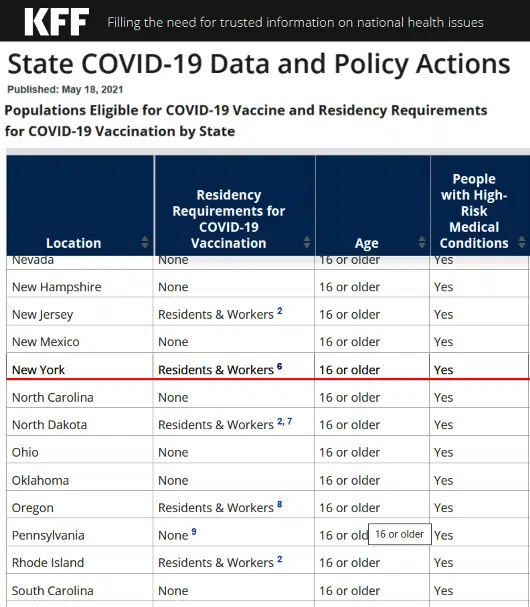 KFF Filling the need for trusted information on national health issues
State COVID-19 Data and Policy Actions
Published: May 18, 2021
Populations Eligible for COVID-19 Vaccine and Residency Requirements
for COVID-19 Vaccination by State
Location Residency Requirements for COVID-19 Vaccination Age People with High-Risk Medical Conditions
Nevada None 16 or older Yes
New Hampshire None 16 or older Yes
New Jersey Residents & Workers 2 16 or older Yes
New Mexico None 16 or older Yes
New York Residents & Workers 6 16 or older Yes
North Carolina None 16 or older Yes
North Dakota Residents & Workers 2, 7 16 or older Yes
Ohio None 16 or older Yes
Oklahoma None 16 or older Yes
Oregon Residents & Workers 8 16 or older Yes
Pennsylvania None 9 16 or old 16 or older Yes
Rhode Island Residents & Workers 2 16 or older Yes
South Carolina None 16 or older Yes